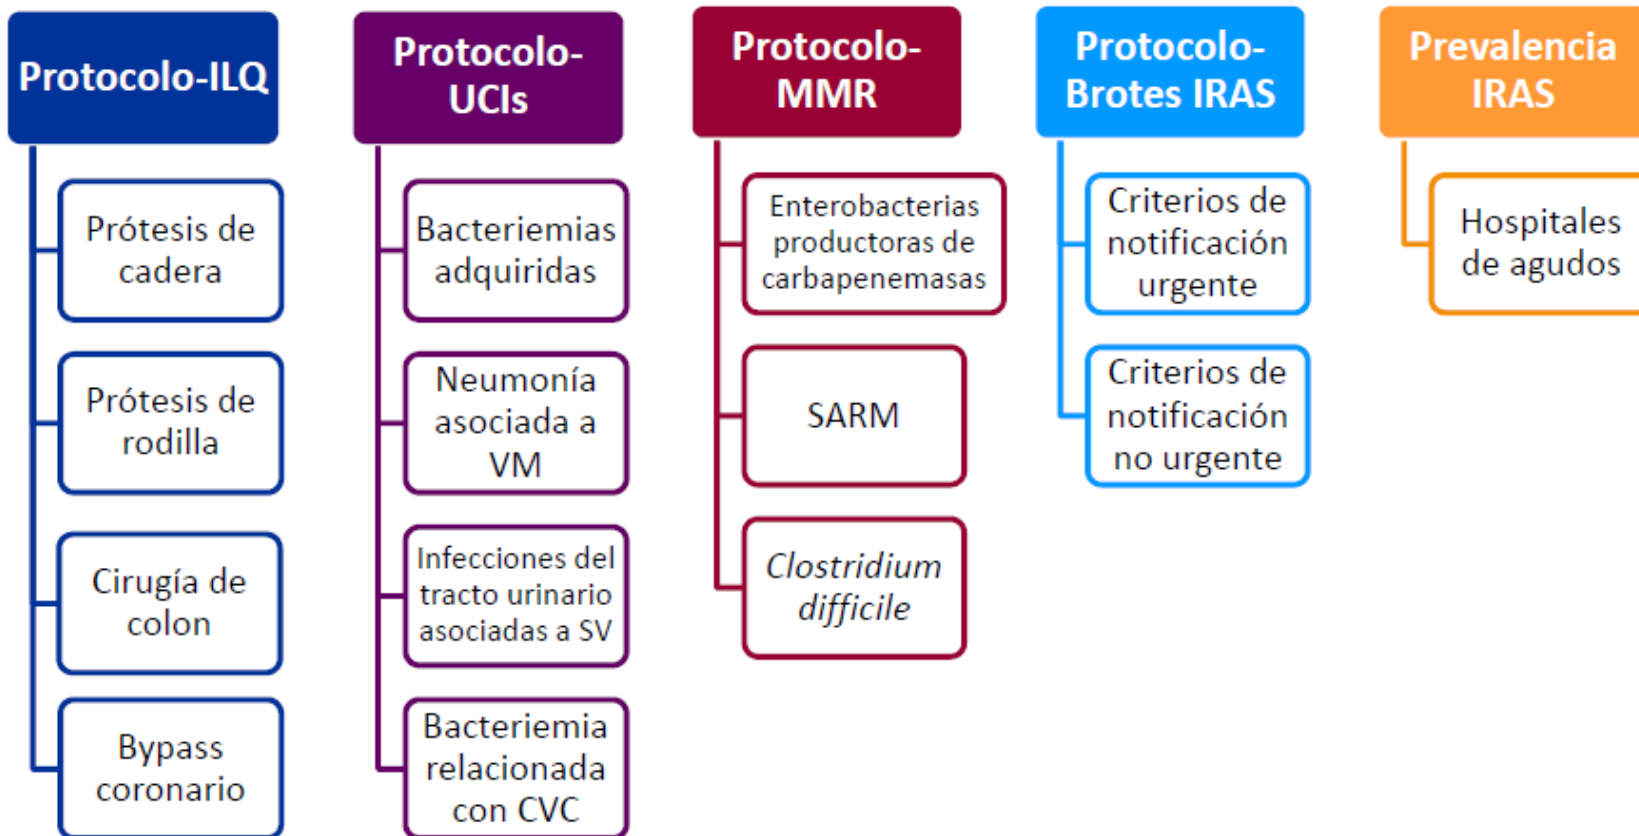 Protocolo-ILQ
Prótesis de
cadera
Prótesis de
rodilla
Cirugía de
colon
Bypass
coronario
Protocolo-
UCIs
Bacteriemias
adquiridas
Neumonía
asociada a
VM
Infecciones del
tracto urinario
asociadas a SV
Bacteriemia
relacionada
con CVC
Protocolo-
MMR
Enterobacterias
productoras de
carbapenemasas
SARM
Clostridium
difficile
Protocolo-
Brotes IRAS
Criterios de
notificación
urgente
Criterios de
notificación
no urgente
Prevalencia
IRAS
Hospitales
de agudos